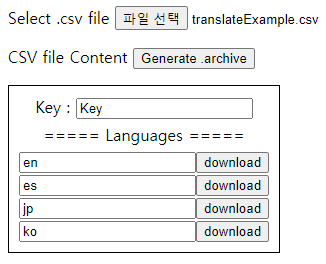 Select .csv file 파일 선택 translateExample.csv
CSV file Content Generate .archive
Key : Key
===== Languages =====
en download
es download
jp download
ko download